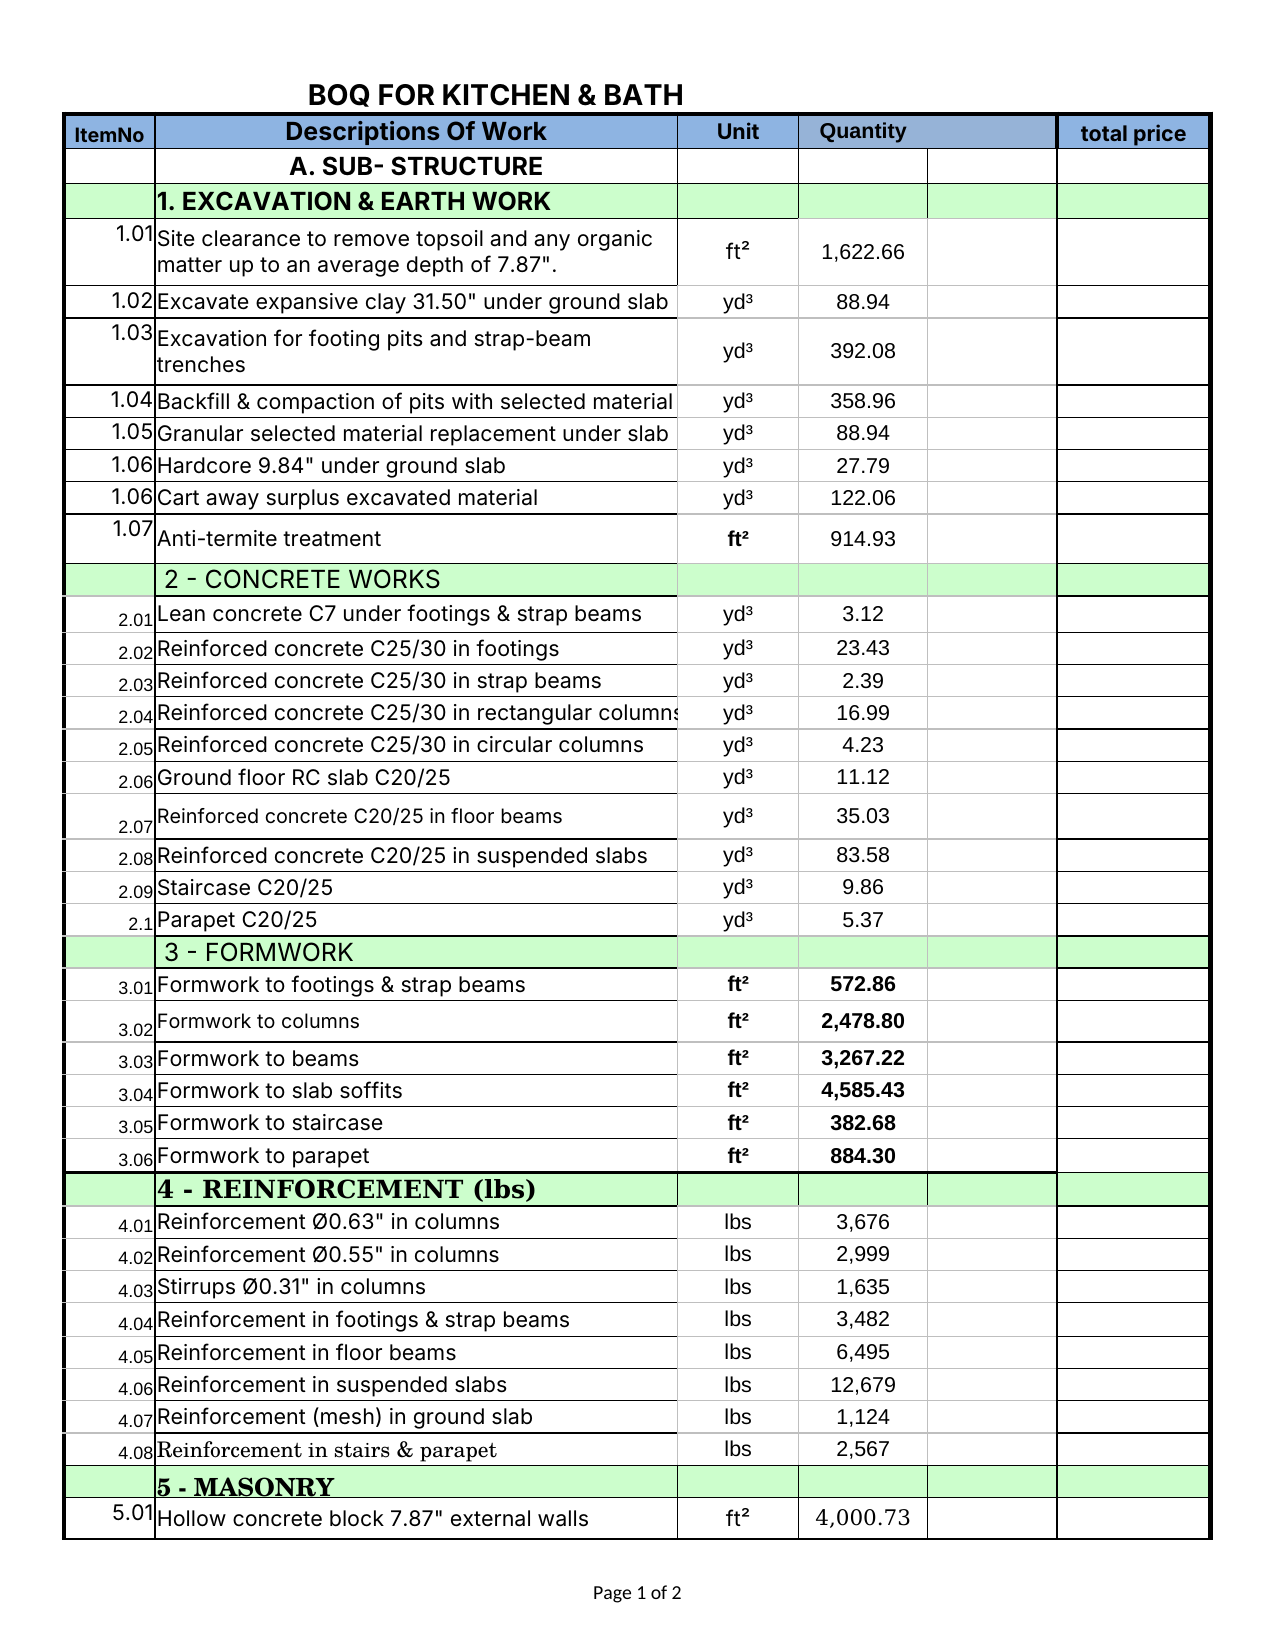 BOQ FOR KITCHEN & BATH
ItemNo Descriptions Of Work Unit Quantity total price
A. SUB- STRUCTURE
1. EXCAVATION & EARTH WORK
1.01 Site clearance to remove topsoil and any organic
matter up to an average depth of 7.87". ft² 1,622.66
1.02 Excavate expansive clay 31.50" under ground slab yd³ 88.94
1.03 Excavation for footing pits and strap-beam
trenches yd³ 392.08
1.04 Backfill & compaction of pits with selected material yd³ 358.96
1.05 Granular selected material replacement under slab yd³ 88.94
1.06 Hardcore 9.84" under ground slab yd³ 27.79
1.06 Cart away surplus excavated material yd³ 122.06
1.07 Anti-termite treatment ft² 914.93
2 - CONCRETE WORKS
2.01 Lean concrete C7 under footings & strap beams yd³ 3.12
2.02 Reinforced concrete C25/30 in footings yd³ 23.43
2.03 Reinforced concrete C25/30 in strap beams yd³ 2.39
2.04 Reinforced concrete C25/30 in rectangular columns yd³ 16.99
2.05 Reinforced concrete C25/30 in circular columns yd³ 4.23
2.06 Ground floor RC slab C20/25 yd³ 11.12
2.07 Reinforced concrete C20/25 in floor beams yd³ 35.03
2.08 Reinforced concrete C20/25 in suspended slabs yd³ 83.58
2.09 Staircase C20/25 yd³ 9.86
2.1 Parapet C20/25 yd³ 5.37
3 - FORMWORK
3.01 Formwork to footings & strap beams ft² 572.86
3.02 Formwork to columns ft² 2,478.80
3.03 Formwork to beams ft² 3,267.22
3.04 Formwork to slab soffits ft² 4,585.43
3.05 Formwork to staircase ft² 382.68
3.06 Formwork to parapet ft² 884.30
4 - REINFORCEMENT (lbs)
4.01 Reinforcement Ø0.63" in columns lbs 3,676
4.02 Reinforcement Ø0.55" in columns lbs 2,999
4.03 Stirrups Ø0.31" in columns lbs 1,635
4.04 Reinforcement in footings & strap beams lbs 3,482
4.05 Reinforcement in floor beams lbs 6,495
4.06 Reinforcement in suspended slabs lbs 12,679
4.07 Reinforcement (mesh) in ground slab lbs 1,124
4.08 Reinforcement in stairs & parapet lbs 2,567
5 - MASONRY
5.01 Hollow concrete block 7.87" external walls ft² 4,000.73
Page 1 of 2